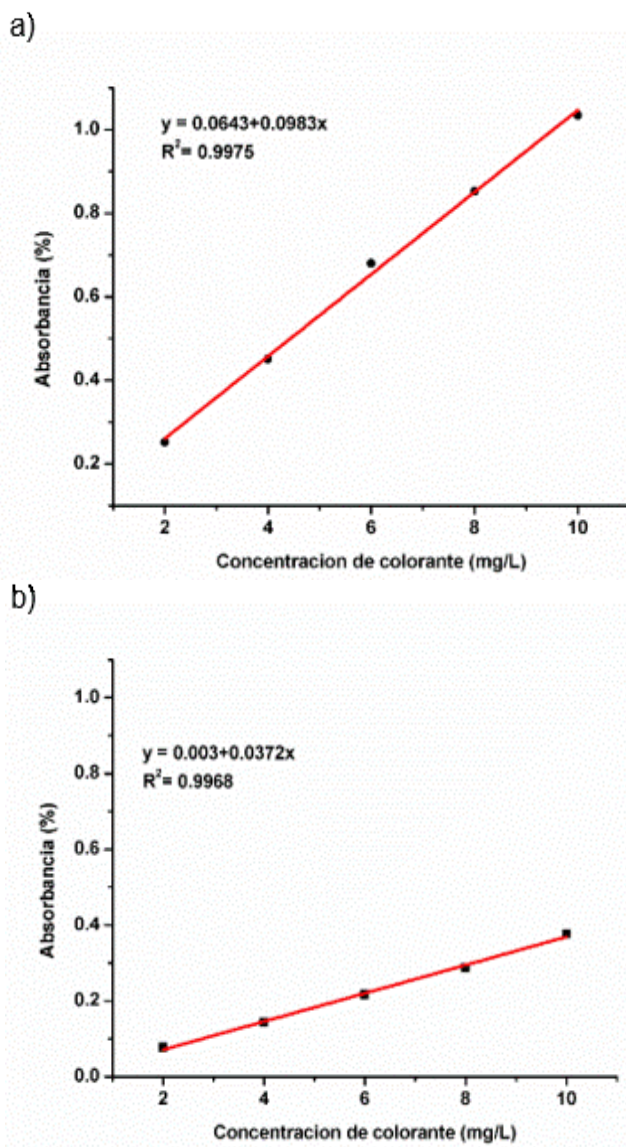 a)
y = 0.0643+0.0983x
R²= 0.9975
1.0
0.8
0.6
0.4
0.2
Absorbancia (%)
2 4 6 8 10
Concentracion de colorante (mg/L)
b)
1.0
y = 0.003+0.0372x
R²= 0.9968
0.8
0.6
0.4
0.2
0.0
Absorbancia (%)
2 4 6 8 10
Concentracion de colorante (mg/L)